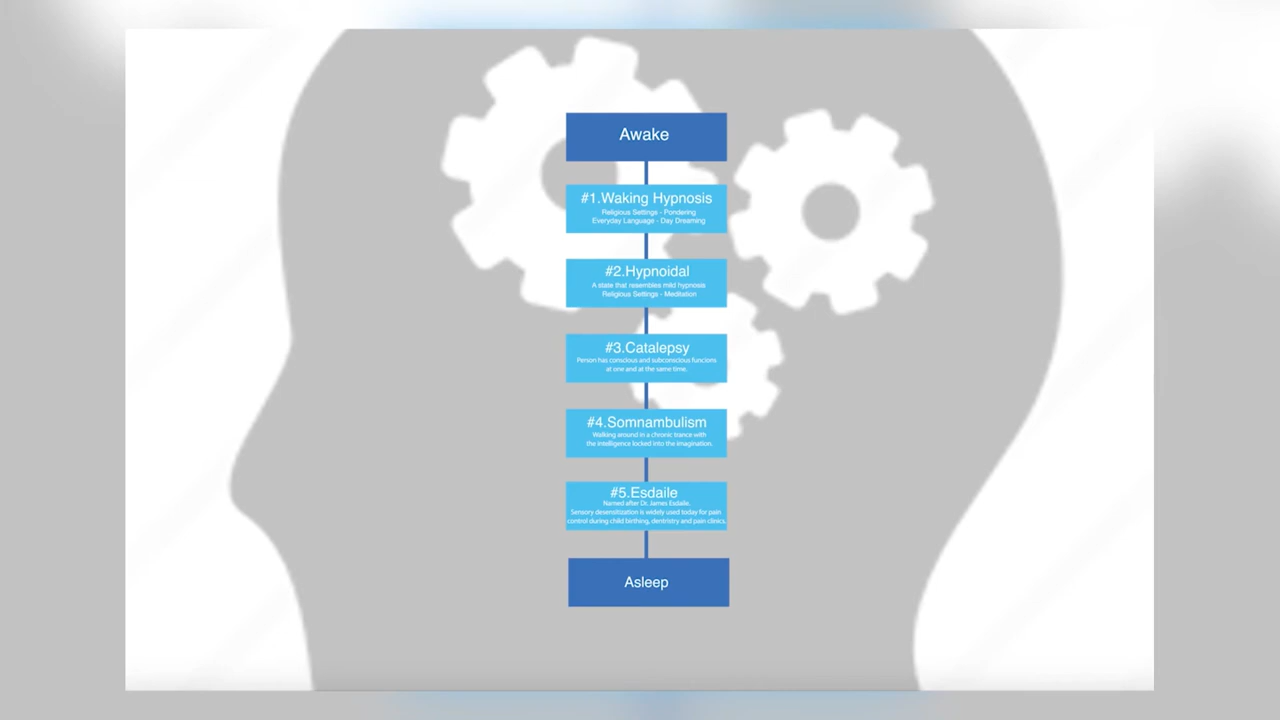 Awake
#1.Waking Hypnosis
Religious Settings - Pondering
Everyday Language - Day Dreaming
#2.Hypnoidal
A state that resembles mild hypnosis
Religious Settings - Meditation
#3.Catalepsy
Person has conscious and subconscious funcions
at one and at the same time.
#4.Somnambulism
Walking around in a chronic trance with
the intelligence locked into the imagination.
#5.Esdaile
Named after Dr. James Esdaile.
Sensory desensitization is widely used today for pain
control during child birthing, dentristry and pain clinics.
Asleep